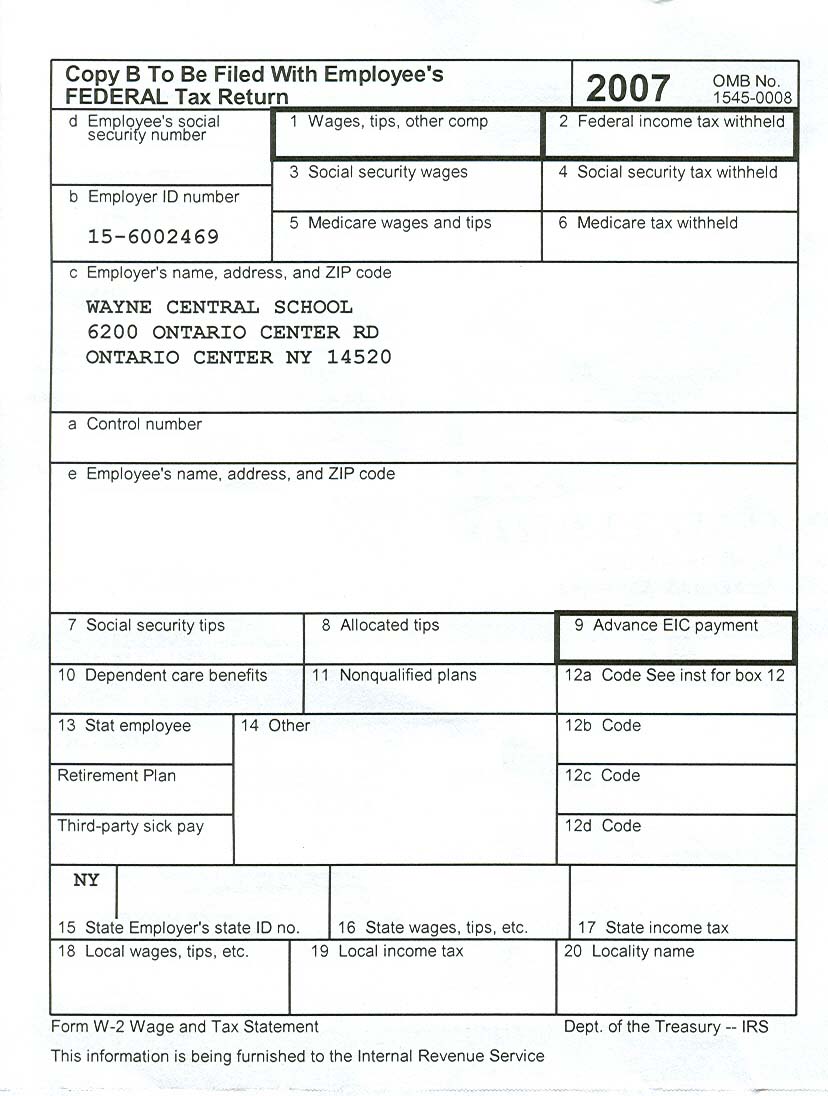 Copy B To Be Filed With Employee's
FEDERAL Tax Return
2007
OMB No.
1545-0008
d Employee's social
security number
1 Wages, tips, other comp
2 Federal income tax withheld
3 Social security wages
4 Social security tax withheld
b Employer ID number
15-6002469
5 Medicare wages and tips
6 Medicare tax withheld
c Employer's name, address, and ZIP code
WAYNE CENTRAL SCHOOL
6200 ONTARIO CENTER RD
ONTARIO CENTER NY 14520
a Control number
e Employee's name, address, and ZIP code
7 Social security tips
8 Allocated tips
9 Advance EIC payment
10 Dependent care benefits
11 Nonqualified plans
12a Code See inst for box 12
13 Stat employee
14 Other
12b Code
Retirement Plan
12c Code
Third-party sick pay
12d Code
NY
15 State Employer's state ID no.
16 State wages, tips, etc.
17 State income tax
18 Local wages, tips, etc.
19 Local income tax
20 Locality name
Form W-2 Wage and Tax Statement
Dept. of the Treasury -- IRS
This information is being furnished to the Internal Revenue Service